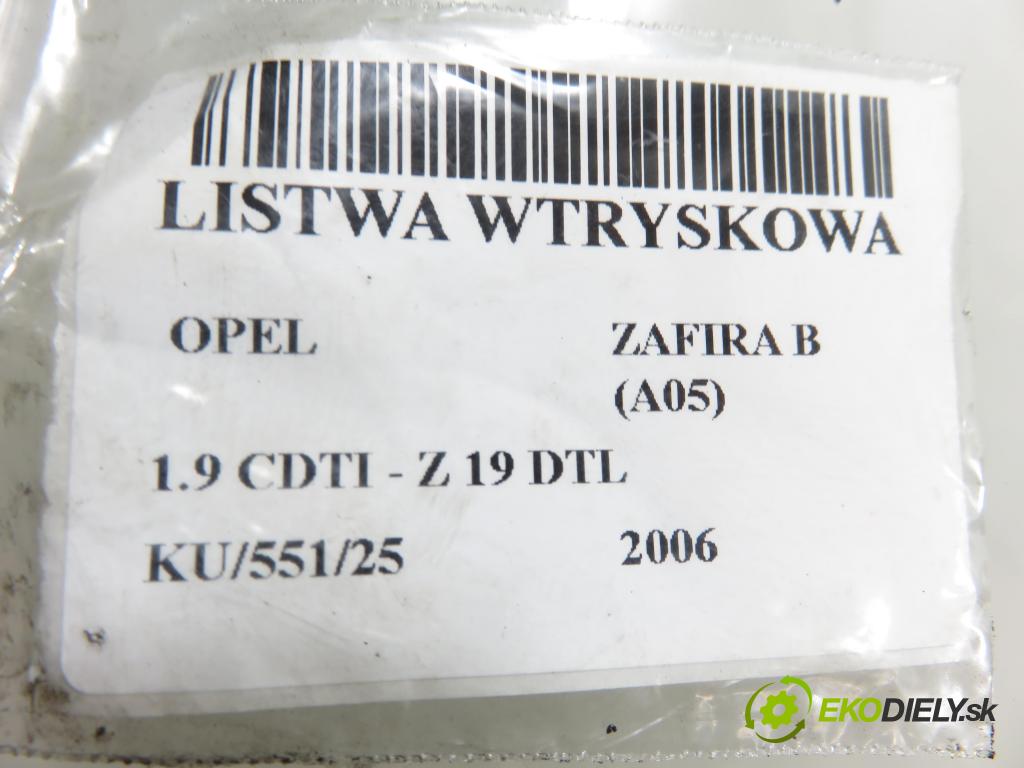 LISTWA WTRYSKOWA
OPEL ZAFIRA B
(A05)
1.9 CDTI - Z 19 DTL
KU/551/25 2006
EKODIELY.sk